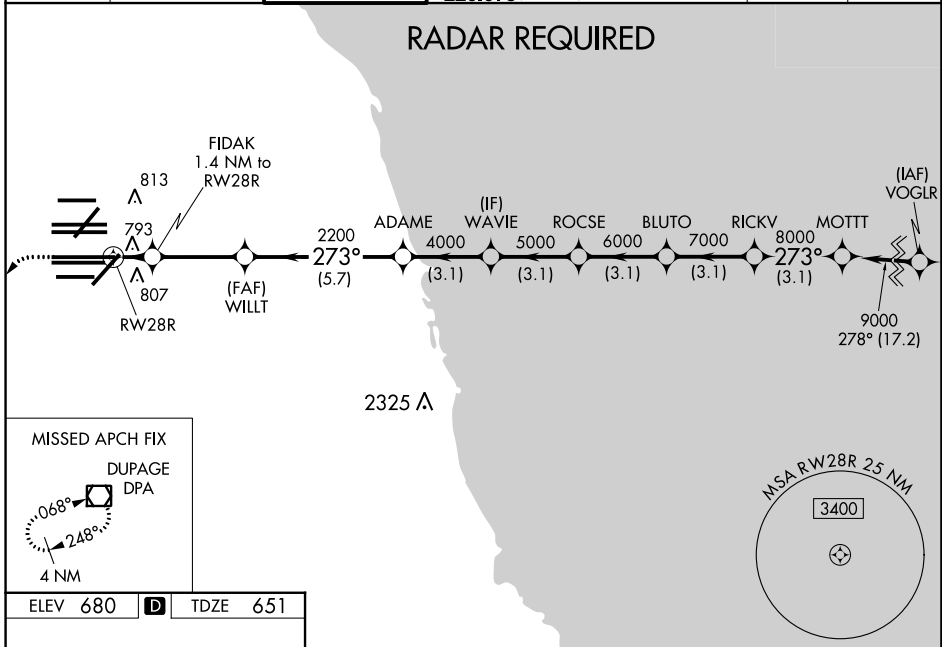 RADAR REQUIRED
FIDAK
1.4 NM to
RW28R
813
793
807
RW28R
(FAF)
WILLT
2200
273°
(5.7)
ADAME
4000
(3.1)
(IF)
WAVIE
5000
(3.1)
ROCSE
6000
(3.1)
BLUTO
7000
(3.1)
RICKV
8000
273°
(3.1)
MOTTT
(IAF)
VOGLR
9000
278° (17.2)
2325
MISSED APCH FIX
DUPAGE
DPA
068°
248°
4 NM
MSA RW28R 25 NM
3400
ELEV 680 D TDZE 651